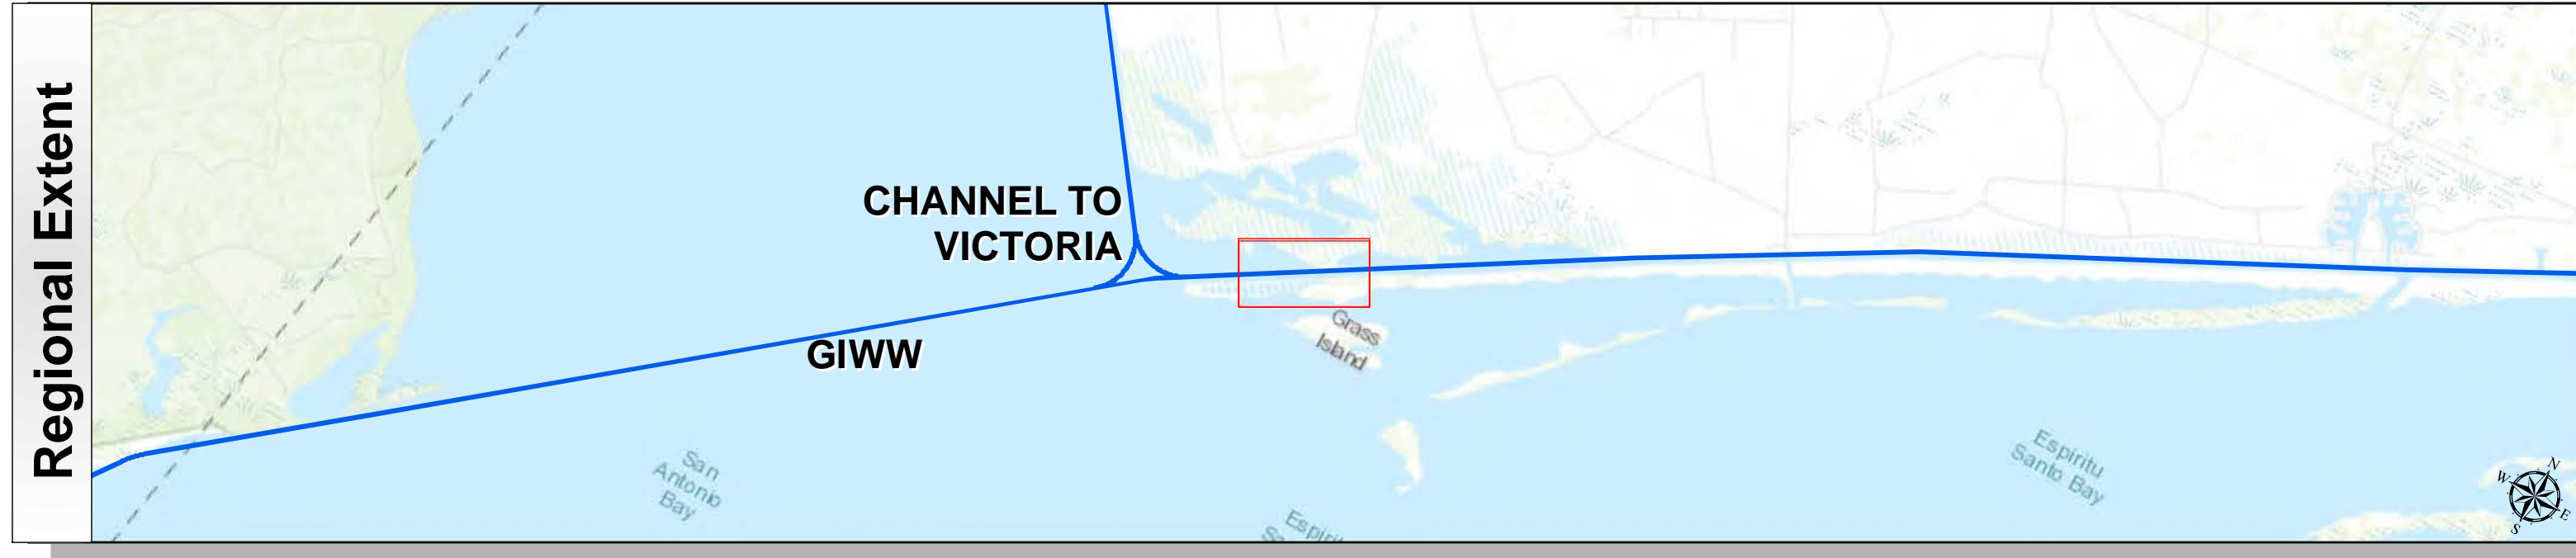 Regional Extent
CHANNEL TO
VICTORIA
GIWW
Grass
Island
San
Antonio
Bay
Espiritu
Santo Bay
N
W
E
S